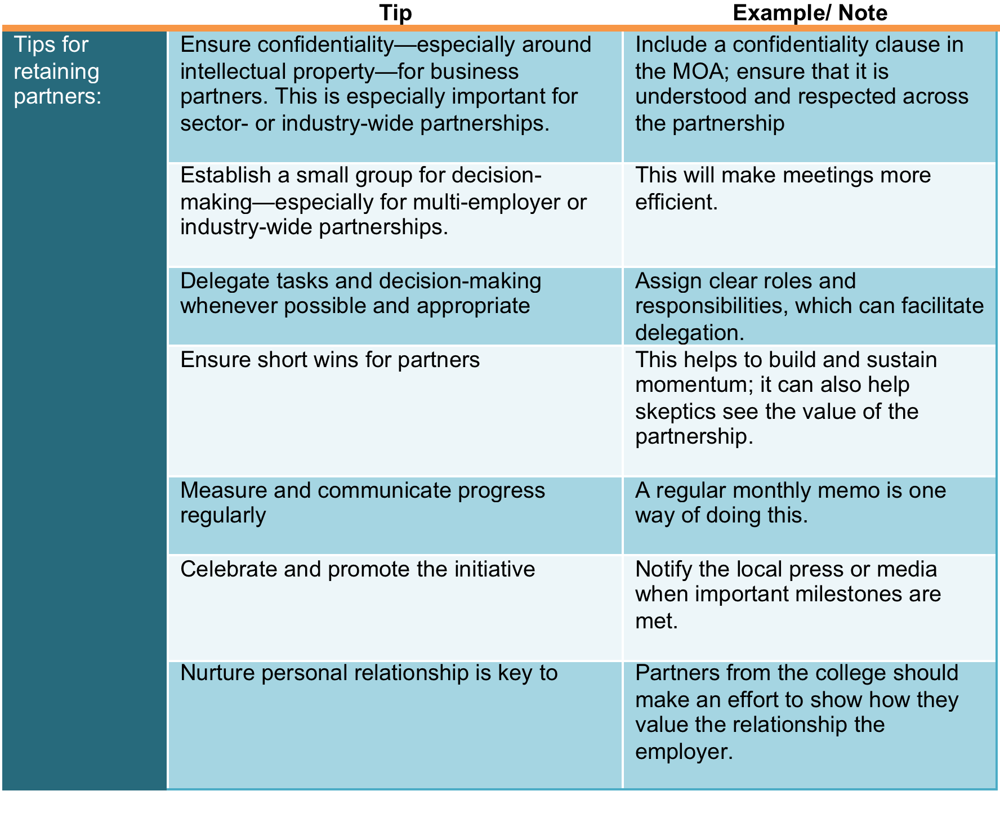 Tip
Example/ Note
Tips for
retaining
partners:
Ensure confidentiality—especially around
intellectual property—for business
partners. This is especially important for
sector- or industry-wide partnerships.
Include a confidentiality clause in
the MOA; ensure that it is
understood and respected across
the partnership
Establish a small group for decision-
making—especially for multi-employer or
industry-wide partnerships.
This will make meetings more
efficient.
Delegate tasks and decision-making
whenever possible and appropriate
Assign clear roles and
responsibilities, which can facilitate
delegation.
Ensure short wins for partners
This helps to build and sustain
momentum; it can also help
skeptics see the value of the
partnership.
Measure and communicate progress
regularly
A regular monthly memo is one
way of doing this.
Celebrate and promote the initiative
Notify the local press or media
when important milestones are
met.
Nurture personal relationship is key to
Partners from the college should
make an effort to show how they
value the relationship the
employer.